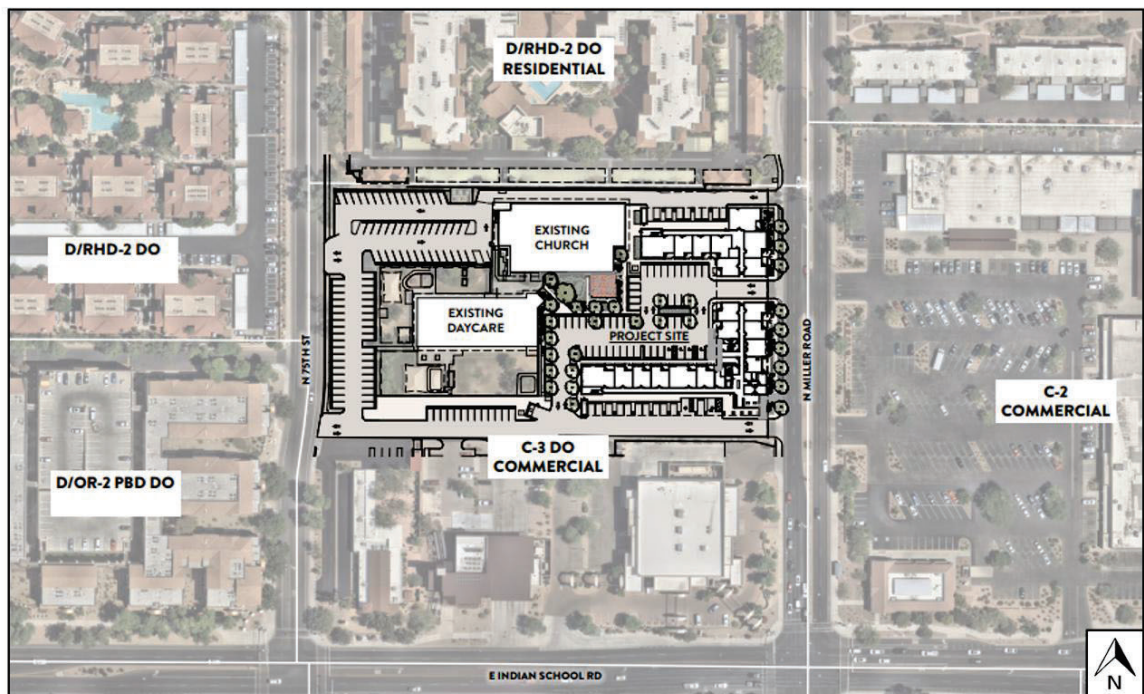 D/RHD-2 DO
RESIDENTIAL
EXISTING
CHURCH
D/RHD-2 DO
EXISTING
DAYCARE
PROJECT SITE
N 75TH ST
N MILLER ROAD
C-2
COMMERCIAL
C-3 DO
COMMERCIAL
D/OR-2 PBD DO
E INDIAN SCHOOL RD
N